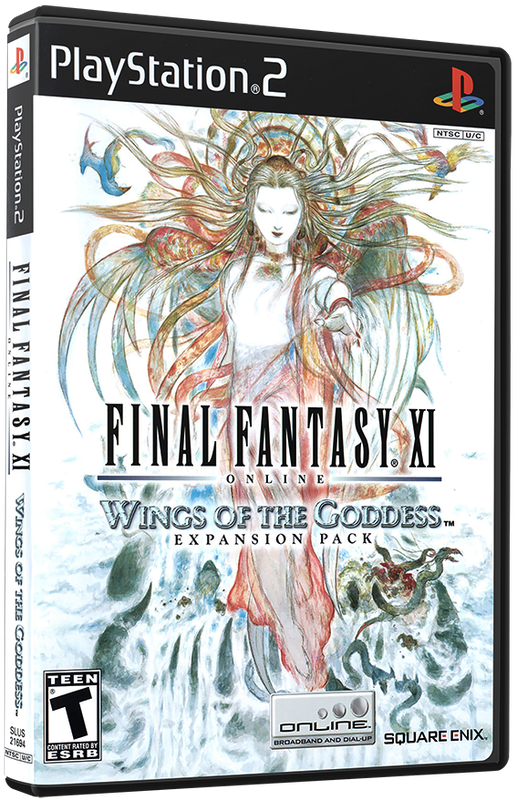 PlayStation®2
NTSC U/C
FINAL FANTASY® XI
ONLINE
WINGS OF THE GODDESS™
EXPANSION PACK
TEEN
T
CONTENT RATED BY
ESRB
ONLINE
BROADBAND AND DIAL-UP
SQUARE ENIX
PlayStation®2
FINAL FANTASY® XI
ONLINE
WINGS OF THE GODDESS™
SLUS
21694
NTSC U/C